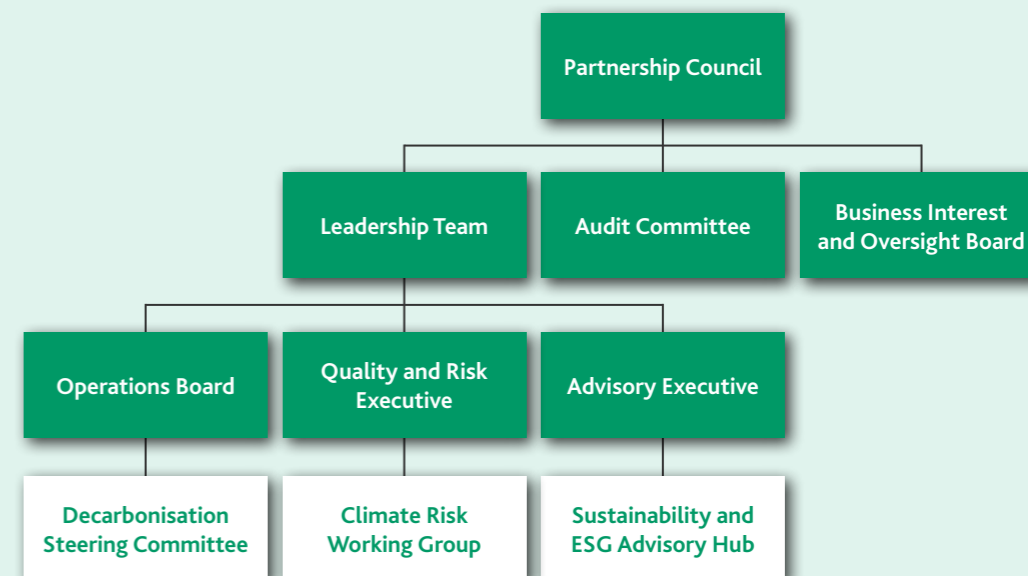 Partnership Council
Leadership Team
Audit Committee
Business Interest
and Oversight Board
Operations Board
Quality and Risk
Executive
Advisory Executive
Decarbonisation
Steering Committee
Climate Risk
Working Group
Sustainability and
ESG Advisory Hub